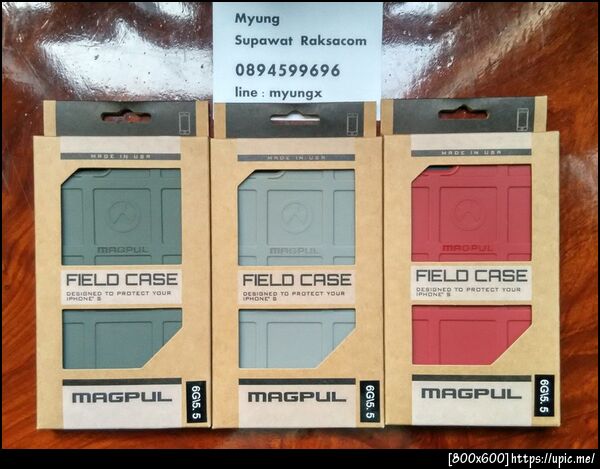 Myung
Supawat Raksacom
0894599696
line : myungx
MADE IN USA
MAGPUL
FIELD CASE
DESIGNED TO PROTECT YOUR
IPHONE® 5
MAGPUL
6G\5.5
MADE IN USA
MAGPUL
FIELD CASE
DESIGNED TO PROTECT YOUR
IPHONE® 5
MAGPUL
6G\5.5
MADE IN USA
MAGPUL
FIELD CASE
DESIGNED TO PROTECT YOUR
IPHONE® 5
MAGPUL
6G\5.5
[800x600]https://upic.me/